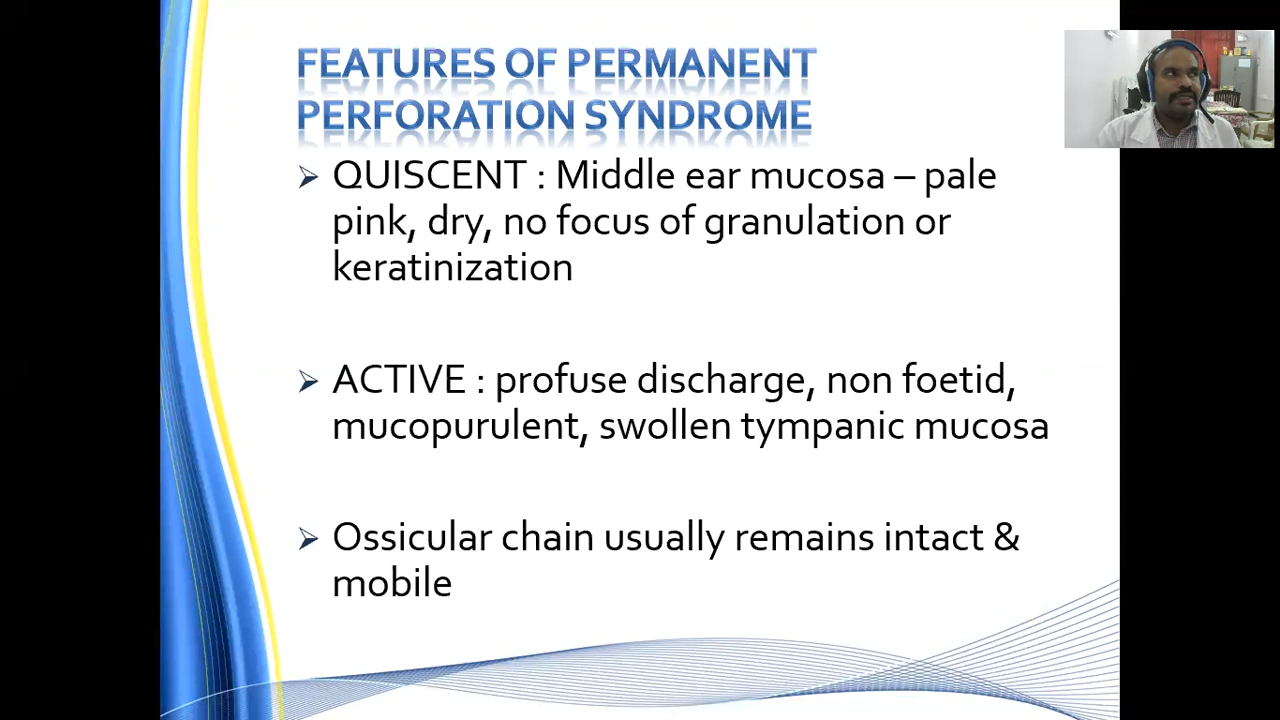 FEATURES OF PERMANENT
PERFORATION SYNDROME
QUISCENT : Middle ear mucosa – pale
pink, dry, no focus of granulation or
keratinization
ACTIVE : profuse discharge, non foetid,
mucopurulent, swollen tympanic mucosa
Ossicular chain usually remains intact &
mobile